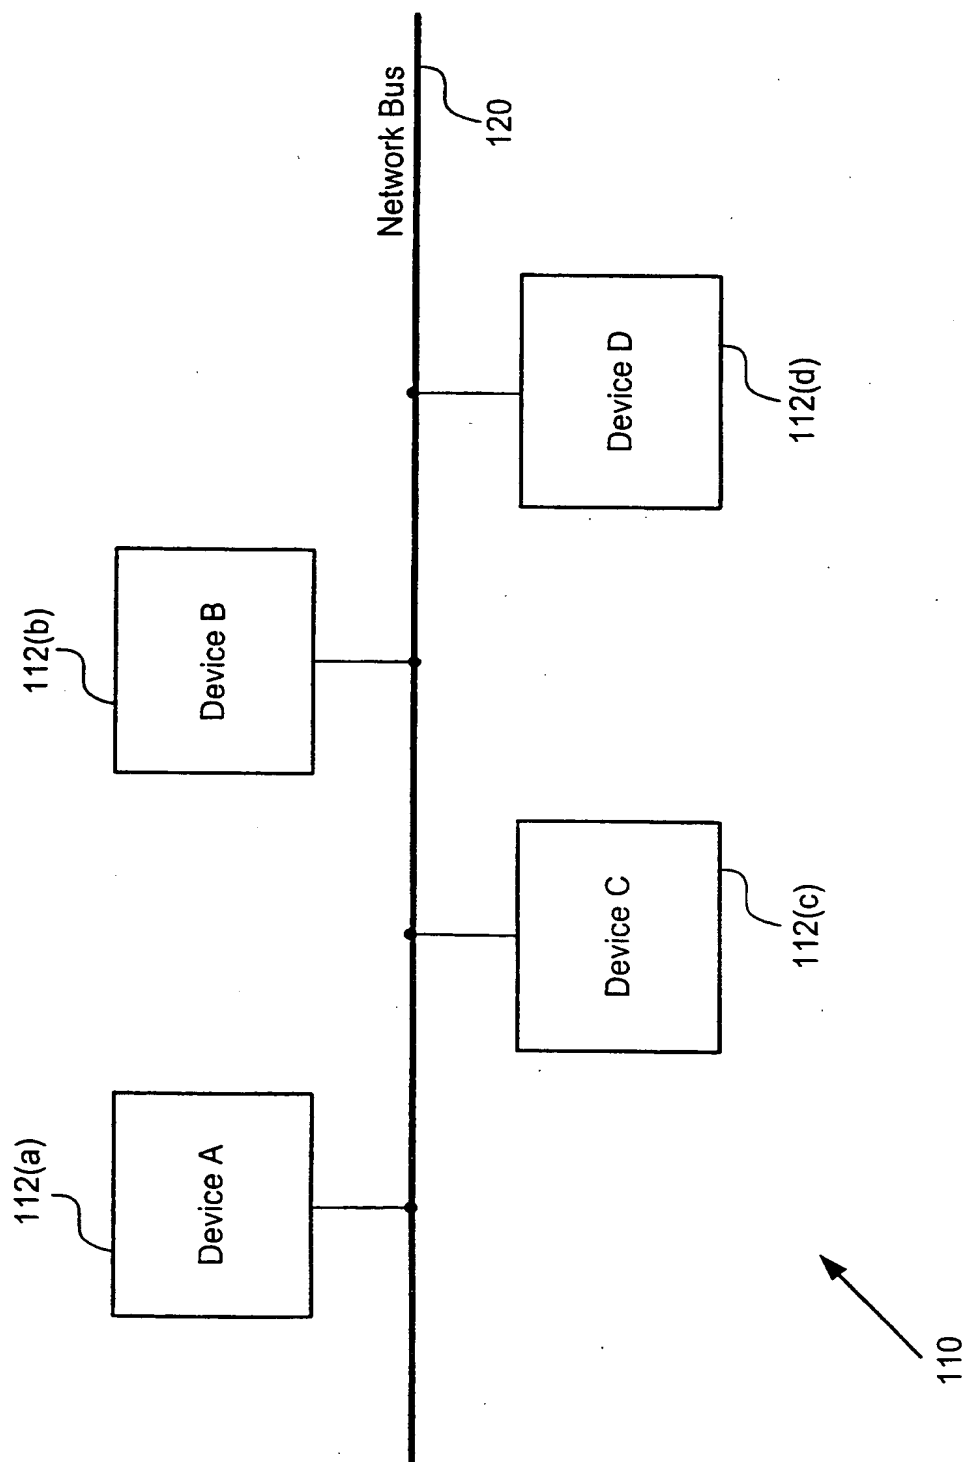 112(a)
112(b)
Device A
Device B
Network Bus
120
Device C
Device D
112(c)
112(d)
110